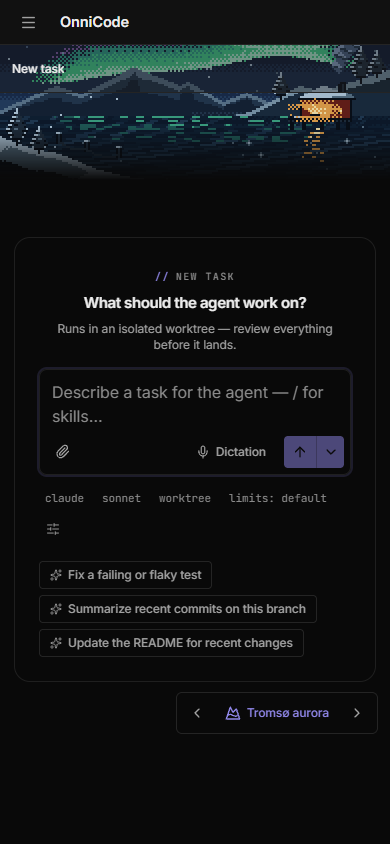 OnniCode
New task
// NEW TASK
What should the agent work on?
Runs in an isolated worktree — review everything
before it lands.
Describe a task for the agent — / for
skills...
Dictation
claude sonnet worktree limits: default
Fix a failing or flaky test
Summarize recent commits on this branch
Update the README for recent changes
Tromsø aurora